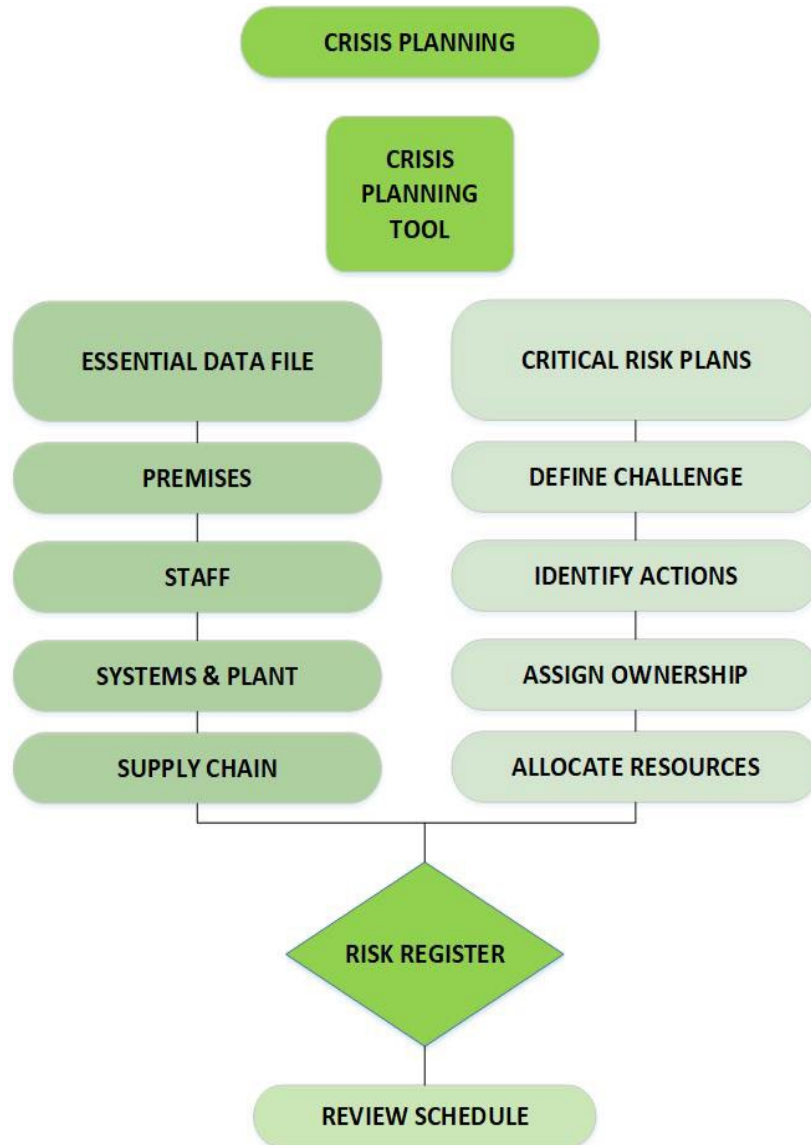 CRISIS PLANNING
CRISIS
PLANNING
TOOL
ESSENTIAL DATA FILE
PREMISES
STAFF
SYSTEMS & PLANT
SUPPLY CHAIN
CRITICAL RISK PLANS
DEFINE CHALLENGE
IDENTIFY ACTIONS
ASSIGN OWNERSHIP
ALLOCATE RESOURCES
RISK REGISTER
REVIEW SCHEDULE